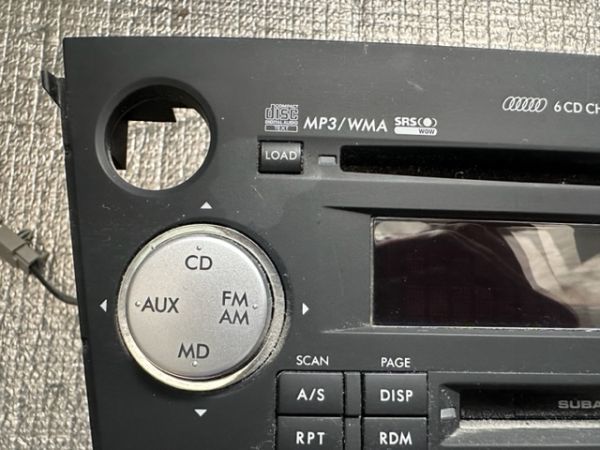 COMPACT
disc
DIGITAL AUDIO
TEXT
MP3/WMA
SRS
WOW
6 CD CH
LOAD
CD
AUX
FM
AM
MD
SCAN
PAGE
A/S
DISP
RPT
RDM
SUBA